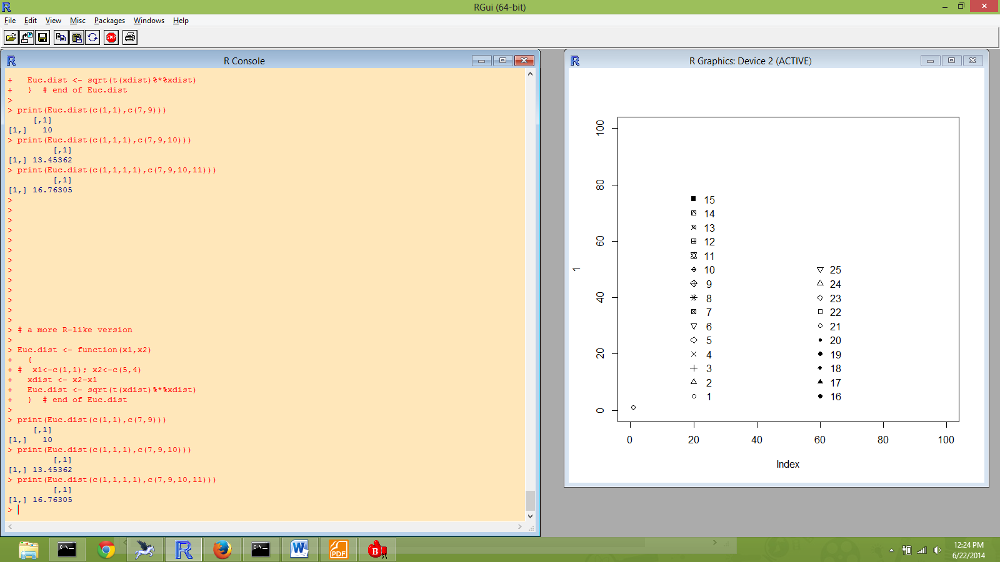 RGui (64-bit)
File Edit View Misc Packages Windows Help
STOP
R Console
+   Euc.dist <- sqrt(t(xdist)%*%xdist)
+   }  # end of Euc.dist
>
> print(Euc.dist(c(1,1),c(7,9)))
     [,1]
[1,]   10
> print(Euc.dist(c(1,1,1),c(7,9,10)))
         [,1]
[1,] 13.45362
> print(Euc.dist(c(1,1,1,1),c(7,9,10,11)))
         [,1]
[1,] 16.76305
>
>
>
>
>
>
>
>
>
>
>
>
>
> # a more R-like version
>
> Euc.dist <- function(x1,x2)
+   {
+ #  x1<-c(1,1); x2<-c(5,4)
+   xdist <- x2-x1
+   Euc.dist <- sqrt(t(xdist)%*%xdist)
+   }  # end of Euc.dist
>
> print(Euc.dist(c(1,1),c(7,9)))
     [,1]
[1,]   10
> print(Euc.dist(c(1,1,1),c(7,9,10)))
         [,1]
[1,] 13.45362
> print(Euc.dist(c(1,1,1,1),c(7,9,10,11)))
         [,1]
[1,] 16.76305
>
R Graphics: Device 2 (ACTIVE)
100
80
60
40
20
0
1
15
14
13
12
11
10
9
8
7
6
5
4
3
2
1
25
24
23
22
21
20
19
18
17
16
0 20 40 60 80 100
Index
C:\_
C:\_
W
PDF
B
12:24 PM
6/22/2014